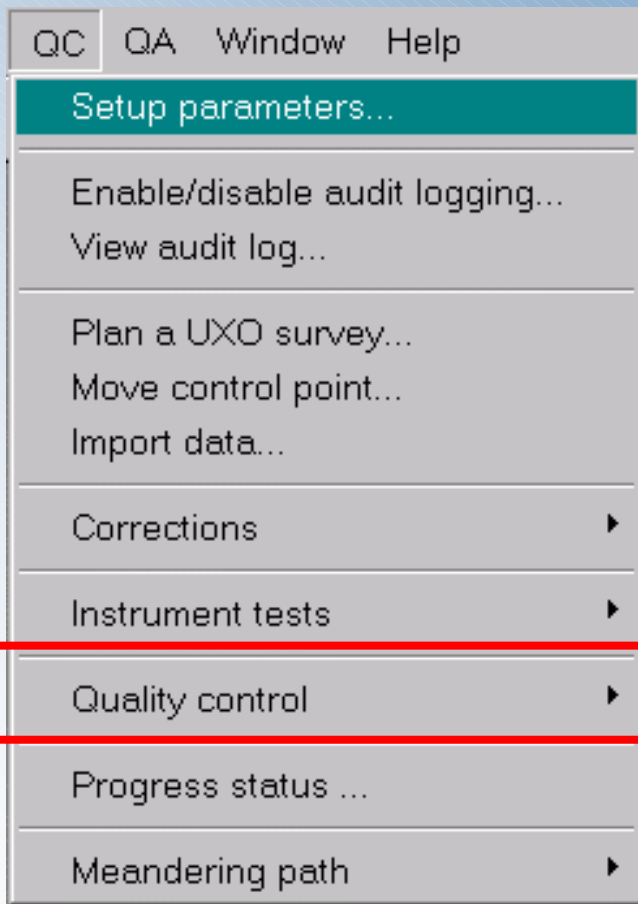 QC QA Window Help
Setup parameters...
Enable/disable audit logging...
View audit log...
Plan a UXO survey...
Move control point...
Import data...
Corrections
Instrument tests
Quality control
Progress status ...
Meandering path